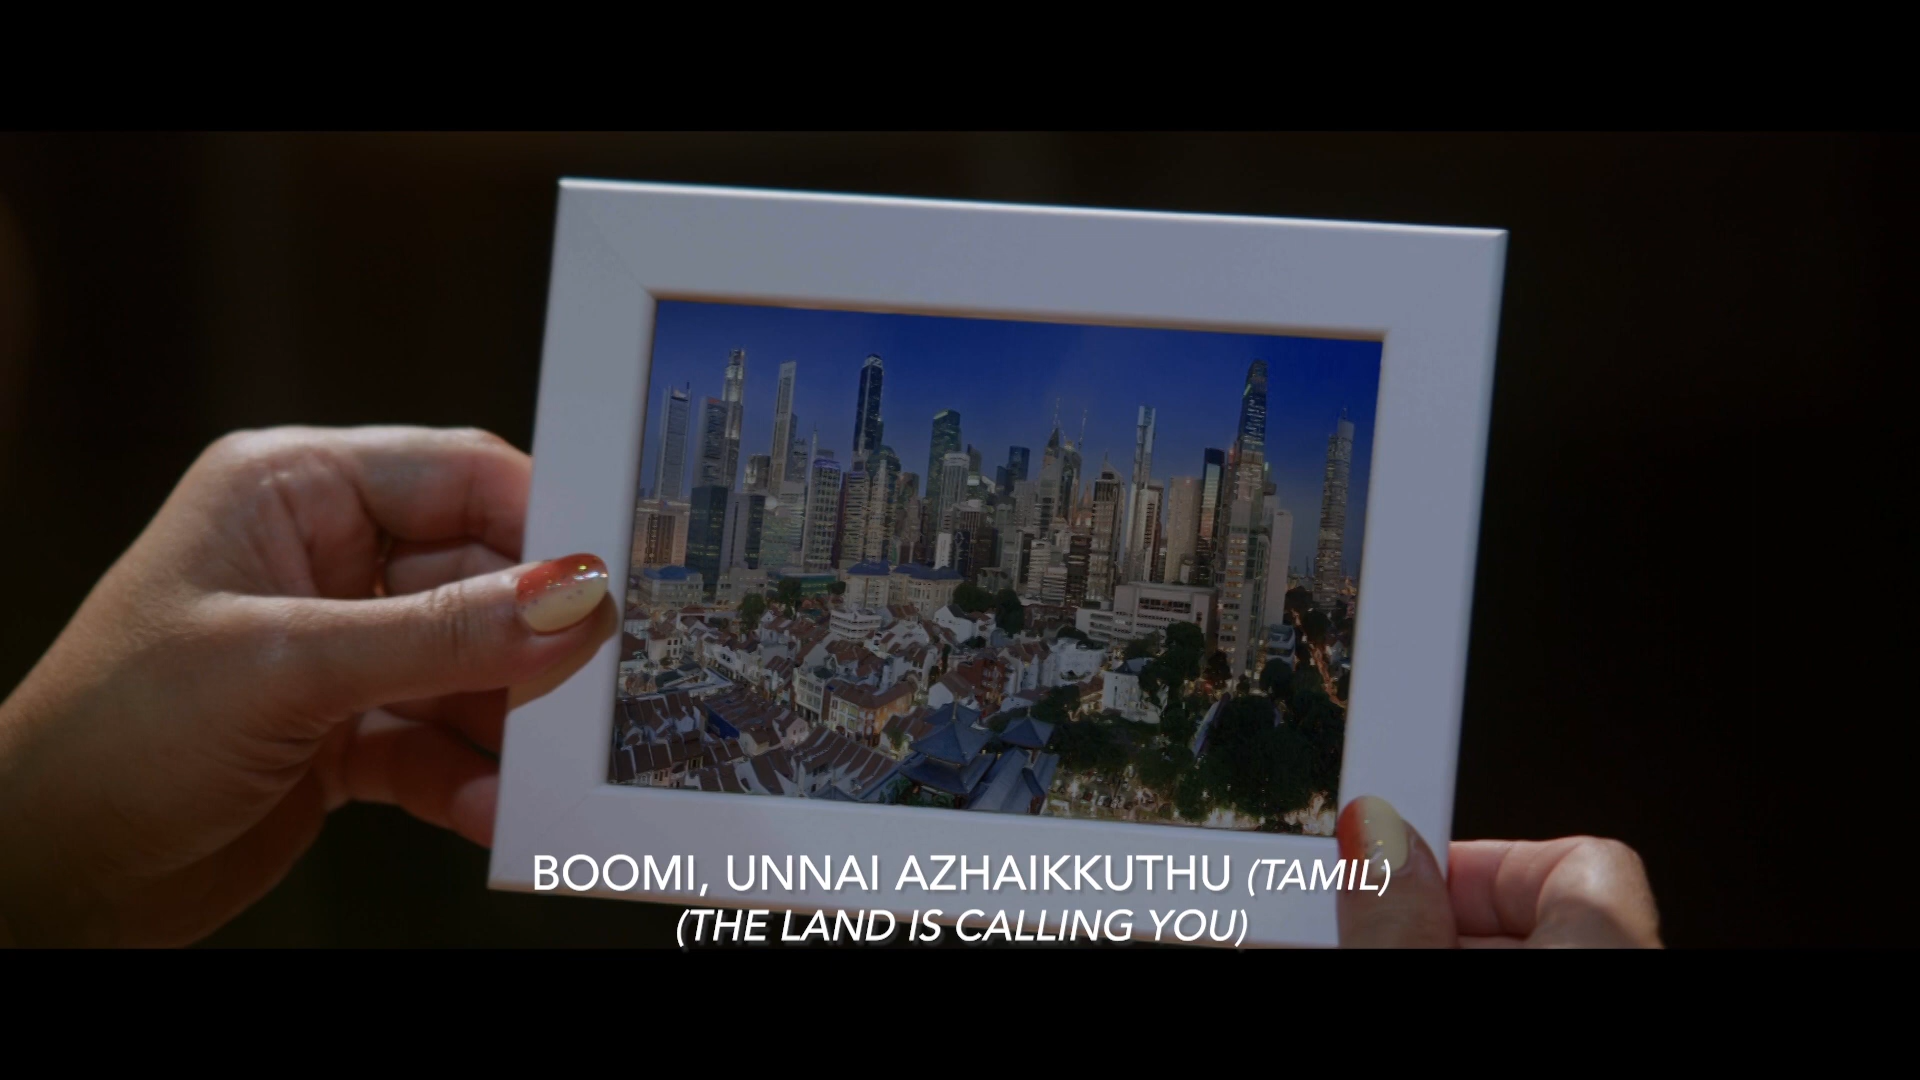 BOOMI, UNNAI AZHAIKKUTHU (TAMIL)
(THE LAND IS CALLING YOU)